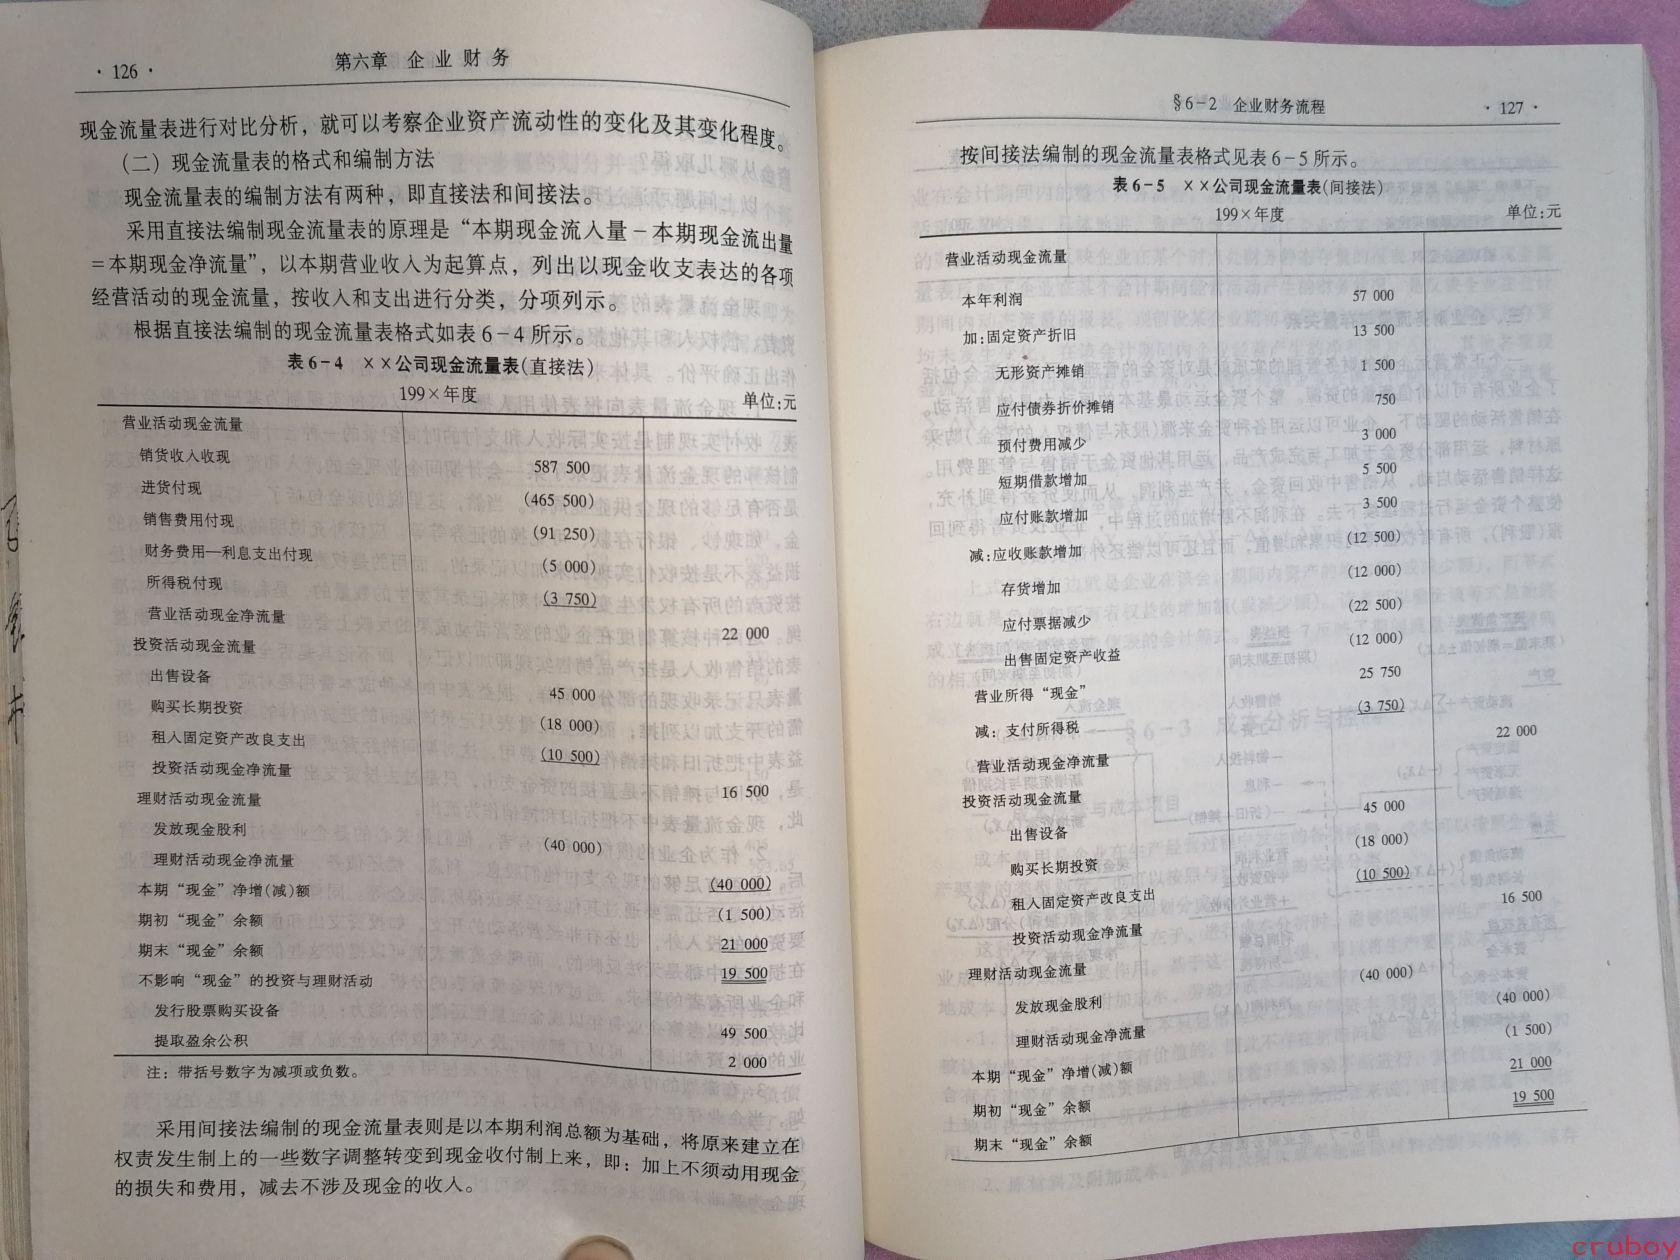 · 126 ·
第六章 企业财务
现金流量表进行对比分析，就可以考察企业资产流动性的变化及其变化程度。
（二）现金流量表的格式和编制方法
现金流量表的编制方法有两种，即直接法和间接法。
采用直接法编制现金流量表的原理是“本期现金流入量－本期现金流出量
＝本期现金净流量”，以本期营业收入为起算点，列出以现金收支表达的各项
经营活动的现金流量，按收入和支出进行分类，分项列示。
根据直接法编制的现金流量表格式如表6-4所示。
表6-4 ××公司现金流量表(直接法)
199×年度
单位:元
营业活动现金流量
销货收入收现 587 500
进货付现 (465 500)
销售费用付现 (91 250)
财务费用—利息支出付现 (5 000)
所得税付现 (3 750)
营业活动现金净流量 22 000
投资活动现金流量
出售设备 45 000
购买长期投资 (18 000)
租入固定资产改良支出 (10 500)
投资活动现金净流量 16 500
理财活动现金流量
发放现金股利 (40 000)
理财活动现金净流量 (40 000)
本期“现金”净增(减)额 (1 500)
期初“现金”余额 21 000
期末“现金”余额 19 500
不影响“现金”的投资与理财活动
发行股票购买设备 49 500
提取盈余公积 2 000
注：带括号数字为减项或负数。
采用间接法编制的现金流量表则是以本期利润总额为基础，将原来建立在
权责发生制上的一些数字调整转变到现金收付制上来，即：加上不须动用现金
的损失和费用，减去不涉及现金的收入。
§6-2 企业财务流程
· 127 ·
按间接法编制的现金流量表格式见表6-5所示。
表6-5 ××公司现金流量表(间接法)
199×年度
单位:元
营业活动现金流量
本年利润 57 000
加:固定资产折旧 13 500
无形资产摊销 1 500
应付债券折价摊销 750
预付费用减少 3 000
短期借款增加 5 500
应付账款增加 3 500
减:应收账款增加 (12 500)
存货增加 (12 000)
应付票据减少 (22 500)
出售固定资产收益 (12 000)
营业所得“现金” 25 750
减: 支付所得税 (3 750)
营业活动现金净流量 22 000
投资活动现金流量
出售设备 45 000
购买长期投资 (18 000)
租入固定资产改良支出 (10 500)
投资活动现金净流量 16 500
理财活动现金流量
发放现金股利 (40 000)
理财活动现金净流量 (40 000)
本期“现金”净增(减)额 (1 500)
期初“现金”余额 21 000
期末“现金”余额 19 500
cruboy